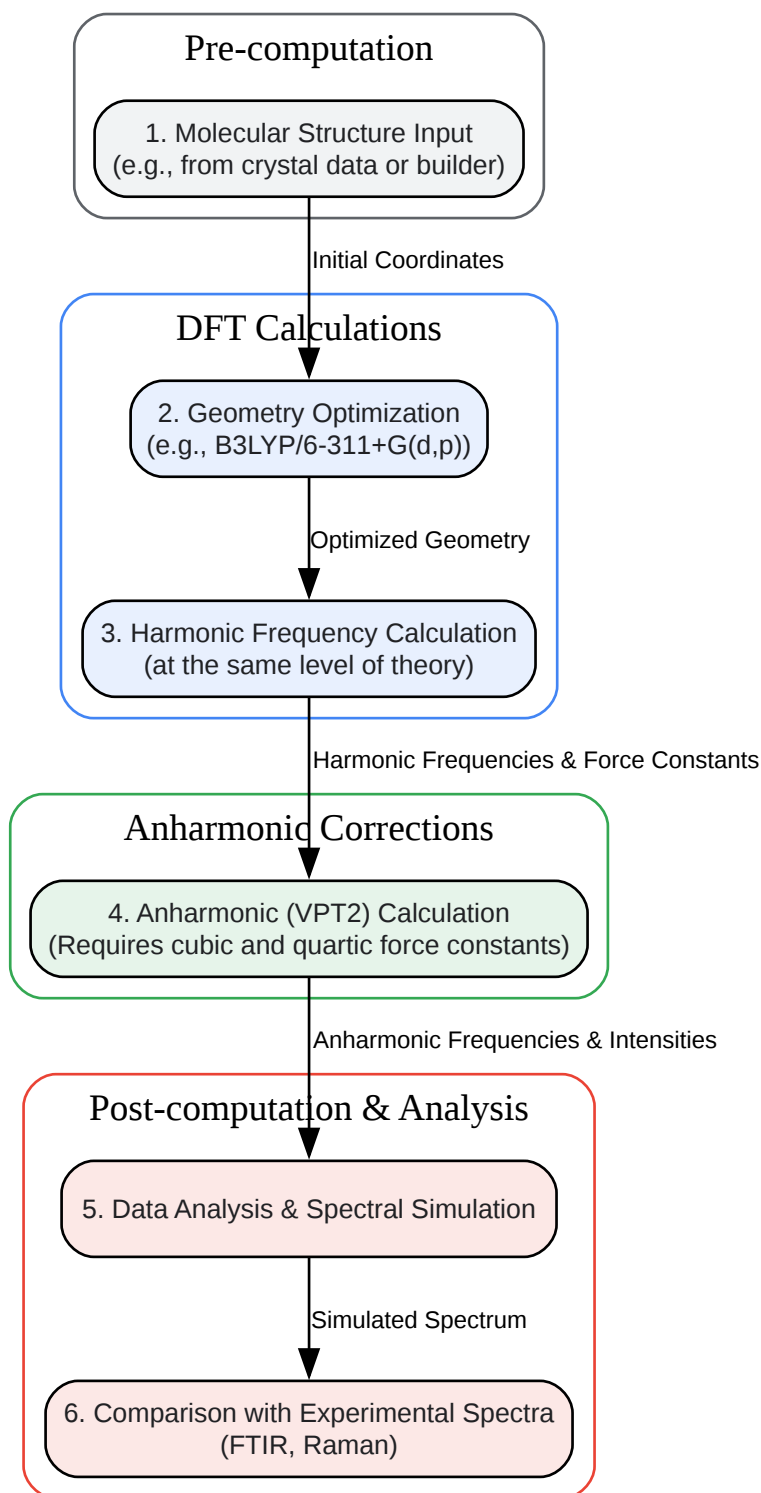 Pre-computation
1. Molecular Structure Input
(e.g., from crystal data or builder)
Initial Coordinates
DFT Calculations
2. Geometry Optimization
(e.g., B3LYP/6-311+G(d,p))
Optimized Geometry
3. Harmonic Frequency Calculation
(at the same level of theory)
Harmonic Frequencies & Force Constants
Anharmonic Corrections
4. Anharmonic (VPT2) Calculation
(Requires cubic and quartic force constants)
Anharmonic Frequencies & Intensities
Post-computation & Analysis
5. Data Analysis & Spectral Simulation
Simulated Spectrum
6. Comparison with Experimental Spectra
(FTIR, Raman)